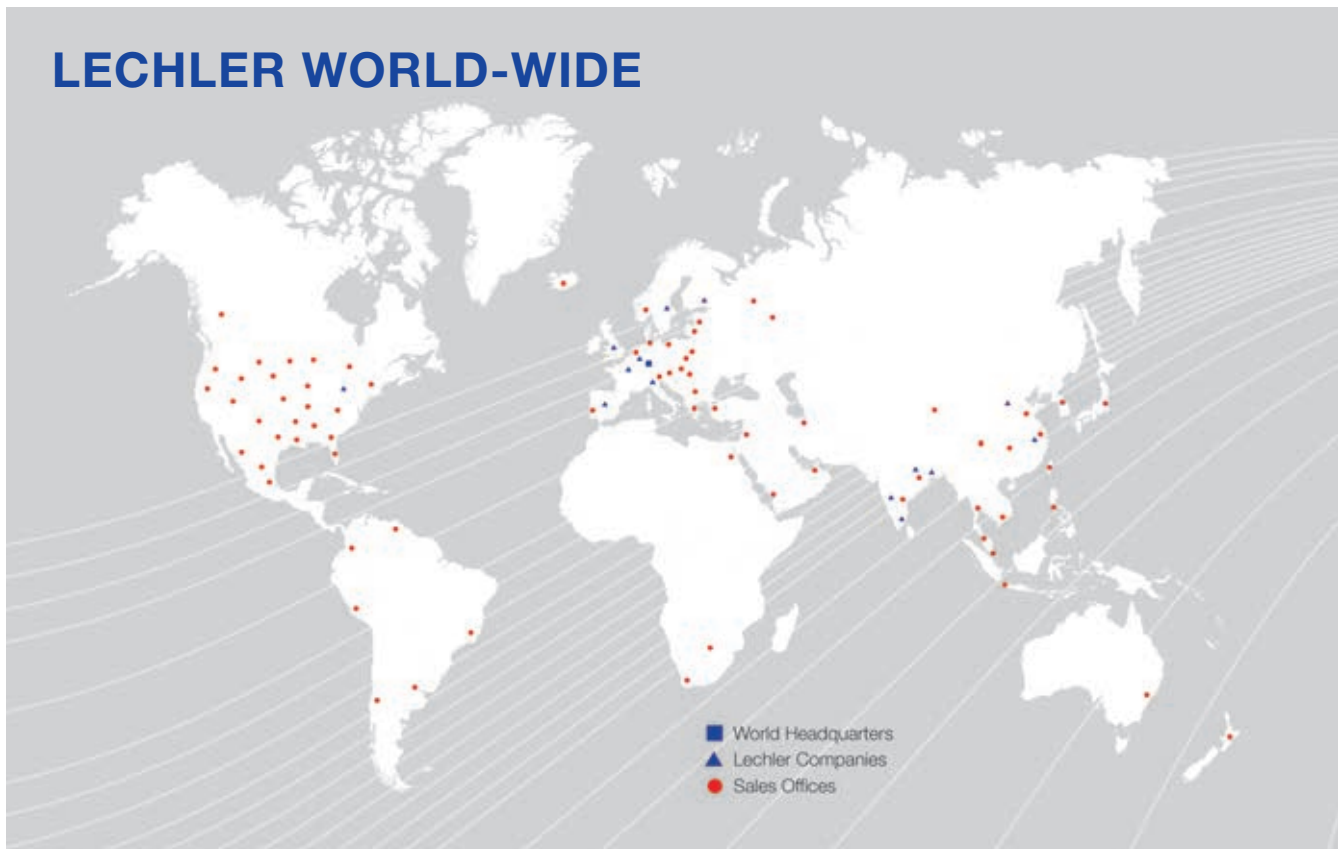 LECHLER WORLD-WIDE
World Headquarters
Lechler Companies
Sales Offices